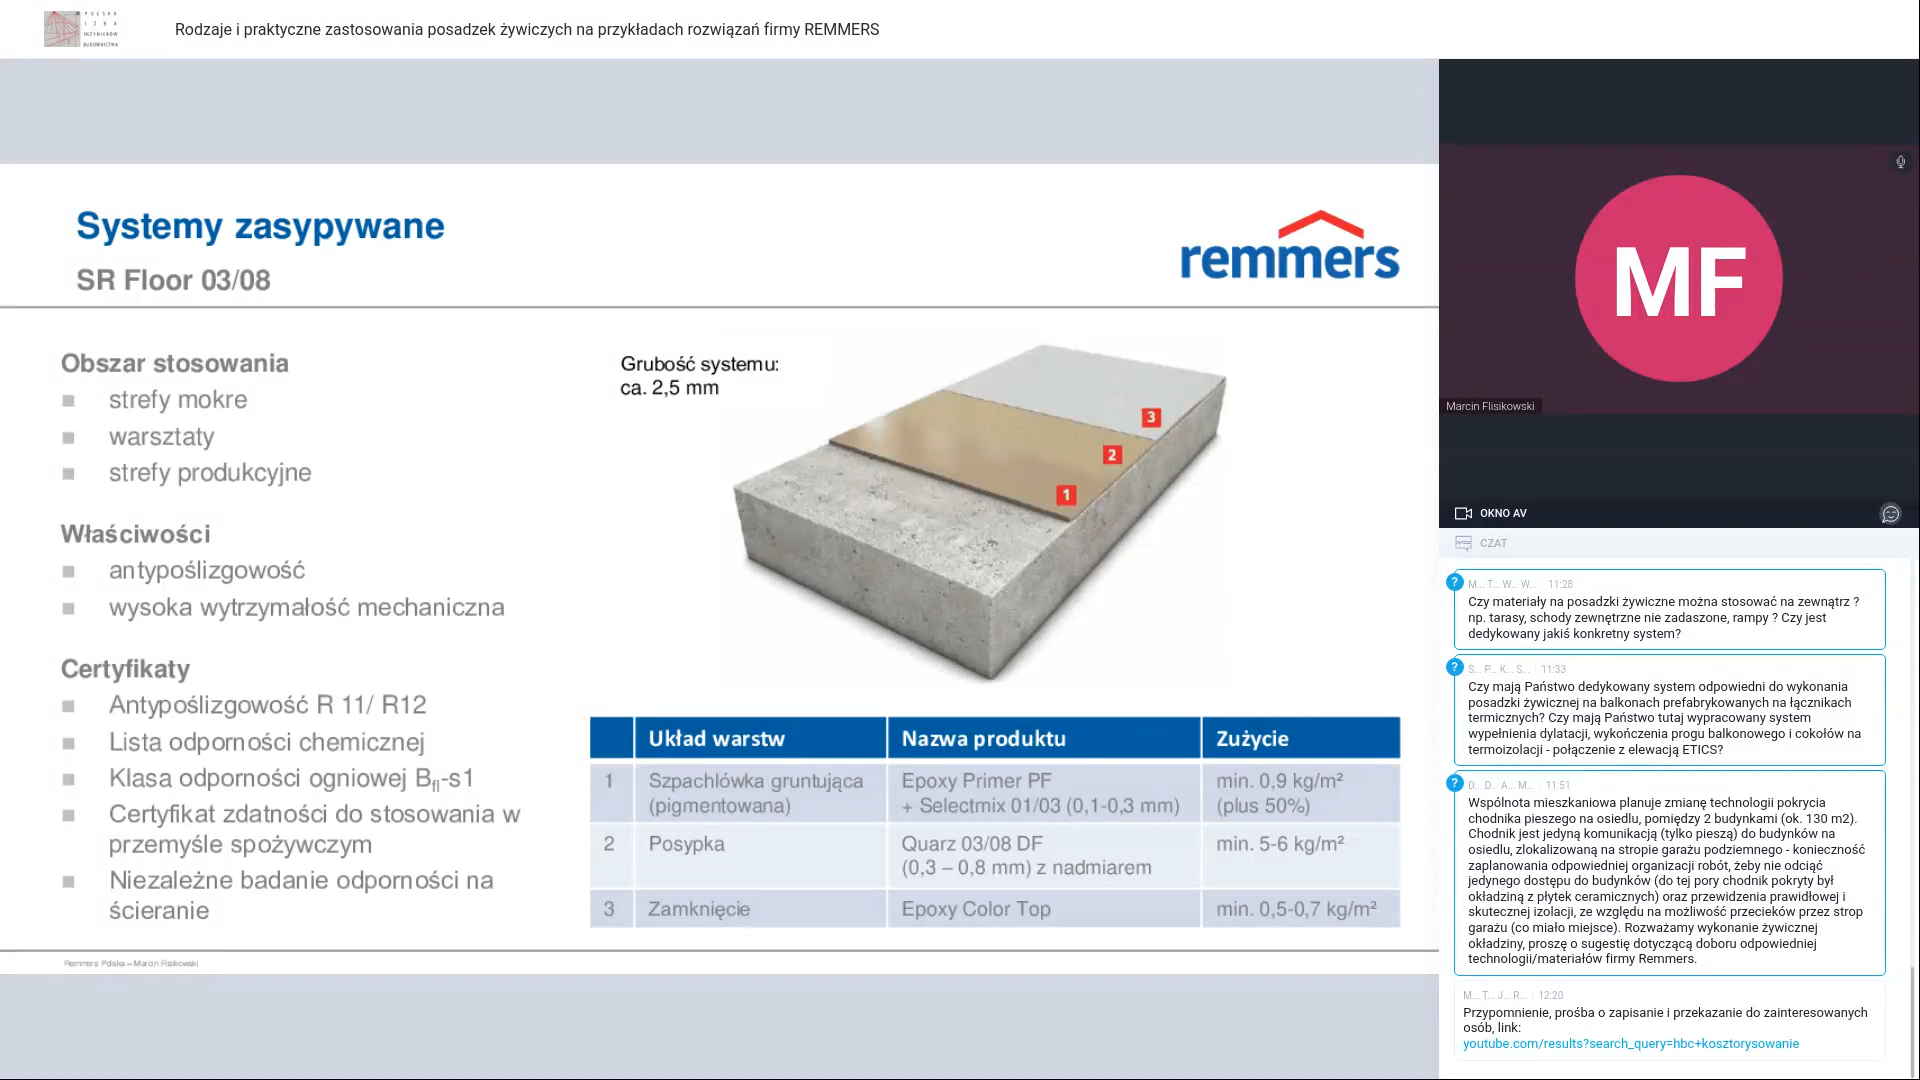 POLSKA
IZBA
INŻYNIERÓW
BUDOWNICTWA
Rodzaje i praktyczne zastosowania posadzek żywicznych na przykładach rozwiązań firmy REMMERS
Systemy zasypywane
SR Floor 03/08
remmers
Obszar stosowania
strefy mokre
warsztaty
strefy produkcyjne
Właściwości
antypoślizgowość
wysoka wytrzymałość mechaniczna
Certyfikaty
Antypoślizgowość R 11/ R12
Lista odporności chemicznej
Klasa odporności ogniowej Bfl-s1
Certyfikat zdatności do stosowania w
przemyśle spożywczym
Niezależne badanie odporności na
ścieranie
Grubość systemu:
ca. 2,5 mm
3
2
1
Układ warstw Nazwa produktu Zużycie
1 Szpachlówka gruntująca Epoxy Primer PF min. 0,9 kg/m²
(pigmentowana) + Selectmix 01/03 (0,1-0,3 mm) (plus 50%)
2 Posypka Quarz 03/08 DF min. 5-6 kg/m²
(0,3 – 0,8 mm) z nadmiarem
3 Zamknięcie Epoxy Color Top min. 0,5-0,7 kg/m²
Remmers Polska – Marcin Flisikowski
MF
Marcin Flisikowski
OKNO AV
CZAT
? M... T... W... W... 11:28
Czy materiały na posadzki żywiczne można stosować na zewnątrz ?
np. tarasy, schody zewnętrzne nie zadaszone, rampy ? Czy jest
dedykowany jakiś konkretny system?
? S... P... K... S... 11:33
Czy mają Państwo dedykowany system odpowiedni do wykonania
posadzki żywicznej na balkonach prefabrykowanych na łącznikach
termicznych? Czy mają Państwo tutaj wypracowany system
wypełnienia dylatacji, wykończenia progu balkonowego i cokołów na
termoizolacji - połączenie z elewacją ETICS?
? D... D... A... M... 11:51
Wspólnota mieszkaniowa planuje zmianę technologii pokrycia
chodnika pieszego na osiedlu, pomiędzy 2 budynkami (ok. 130 m2).
Chodnik jest jedyną komunikacją (tylko pieszą) do budynków na
osiedlu, zlokalizowaną na stropie garażu podziemnego - konieczność
zaplanowania odpowiedniej organizacji robót, żeby nie odciąć
jedynego dostępu do budynków (do tej pory chodnik pokryty był
okładziną z płytek ceramicznych) oraz przewidzenia prawidłowej i
skutecznej izolacji, ze względu na możliwość przecieków przez strop
garażu (co miało miejsce). Rozważamy wykonanie żywicznej
okładziny, proszę o sugestię dotyczącą doboru odpowiedniej
technologii/materiałów firmy Remmers.
M... T... J... R... 12:20
Przypomnienie, prośba o zapisanie i przekazanie do zainteresowanych
osób, link:
youtube.com/results?search_query=hbc+kosztorysowanie